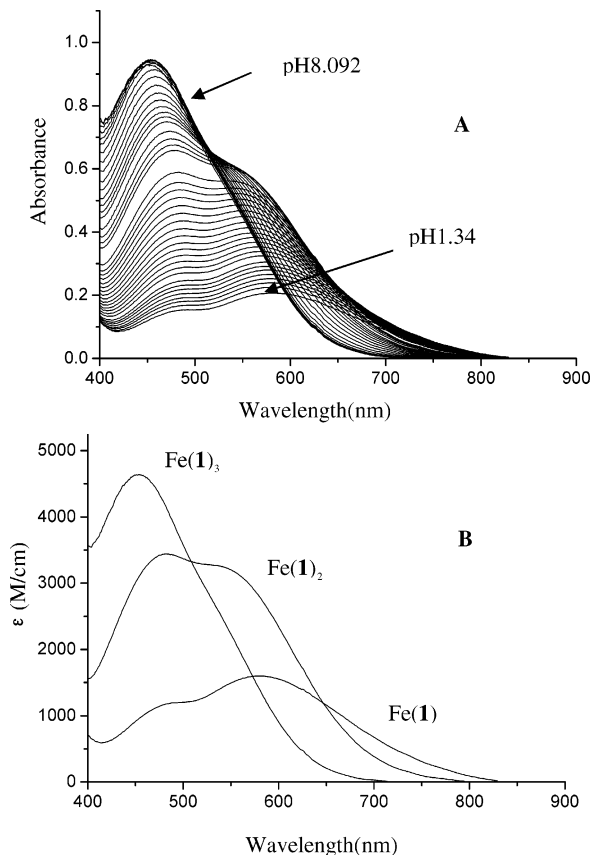 1.0
0.8
0.6
0.4
0.2
0.0
Absorbance
pH8.092
A
pH1.34
400 500 600 700 800 900
Wavelength(nm)
5000
4000
3000
2000
1000
0
ε (M/cm)
Fe(1)₃
B
Fe(1)₂
Fe(1)
400 500 600 700 800 900
Wavelength(nm)